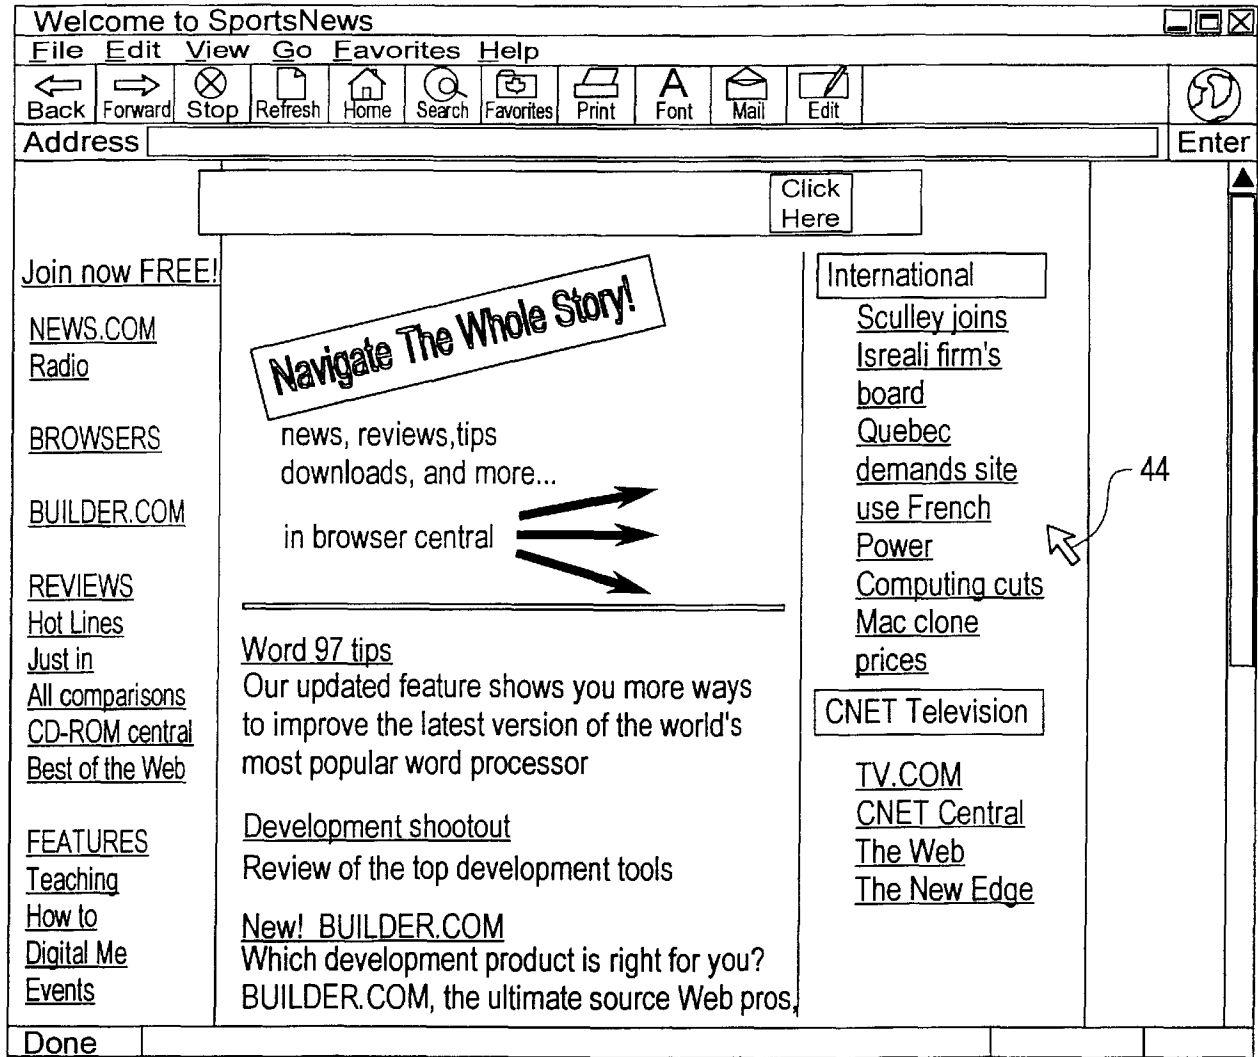 Welcome to SportsNews
File Edit View Go Favorites Help
Back Forward Stop Refresh Home Search Favorites Print Font Mail Edit
Address Enter
Click
Here
Join now FREE!
NEWS.COM
Radio
BROWSERS
BUILDER.COM
REVIEWS
Hot Lines
Just in
All comparisons
CD-ROM central
Best of the Web
FEATURES
Teaching
How to
Digital Me
Events
Navigate The Whole Story!
news, reviews,tips
downloads, and more...
in browser central
Word 97 tips
Our updated feature shows you more ways
to improve the latest version of the world's
most popular word processor
Development shootout
Review of the top development tools
New! BUILDER.COM
Which development product is right for you?
BUILDER.COM, the ultimate source Web pros,
International
Sculley joins
Isreali firm's
board
Quebec
demands site
use French
Power
Computing cuts
Mac clone
prices
CNET Television
TV.COM
CNET Central
The Web
The New Edge
44
Done